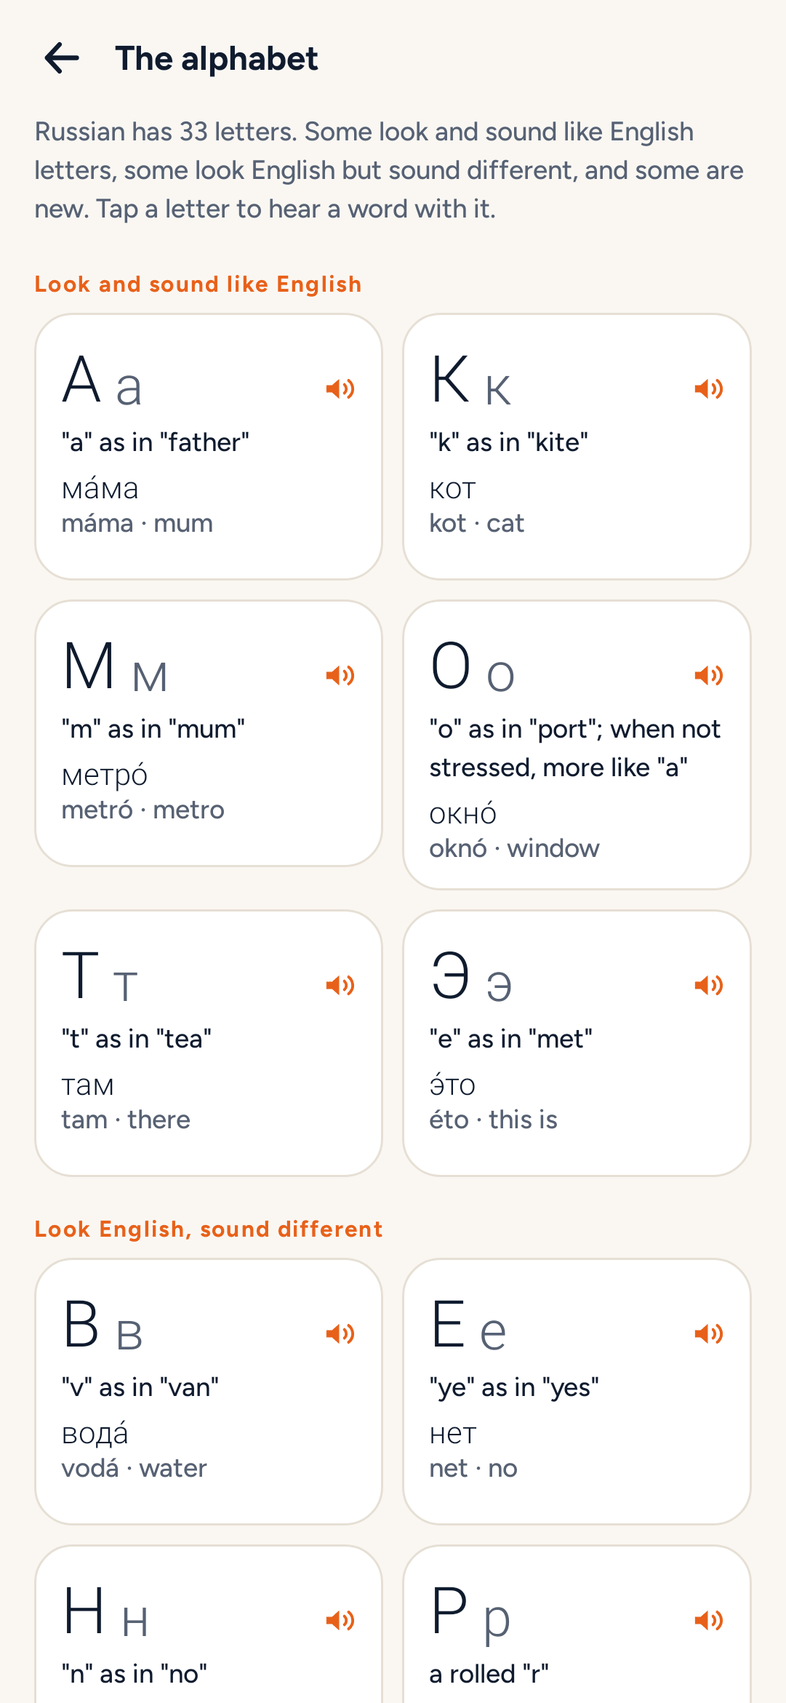 The alphabet
Russian has 33 letters. Some look and sound like English
letters, some look English but sound different, and some are
new. Tap a letter to hear a word with it.
Look and sound like English
А а
"a" as in "father"
ма́ма
máma · mum
К к
"k" as in "kite"
кот
kot · cat
М м
"m" as in "mum"
метро́
metró · metro
О о
"o" as in "port"; when not
stressed, more like "a"
окно́
oknó · window
Т т
"t" as in "tea"
там
tam · there
Э э
"e" as in "met"
э́то
éto · this is
Look English, sound different
В в
"v" as in "van"
вода́
vodá · water
Е е
"ye" as in "yes"
нет
net · no
Н н
"n" as in "no"
Р р
a rolled "r"